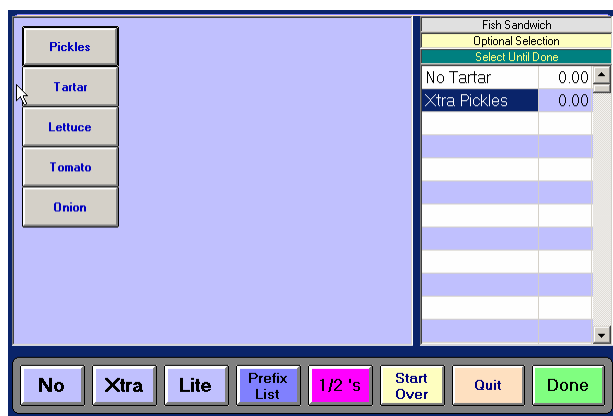 Pickles
Tartar
Lettuce
Tomato
Onion
Fish Sandwich
Optional Selection
Select Until Done
No Tartar 0.00
Xtra Pickles 0.00
No
Xtra
Lite
Prefix
List
1/2 's
Start
Over
Quit
Done